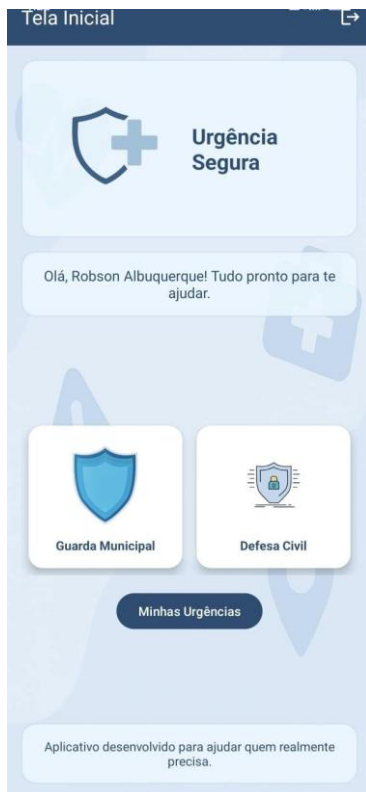 Tela Inicial
Urgência
Segura
Olá, Robson Albuquerque! Tudo pronto para te
ajudar.
Guarda Municipal
Defesa Civil
Minhas Urgências
Aplicativo desenvolvido para ajudar quem realmente
precisa.